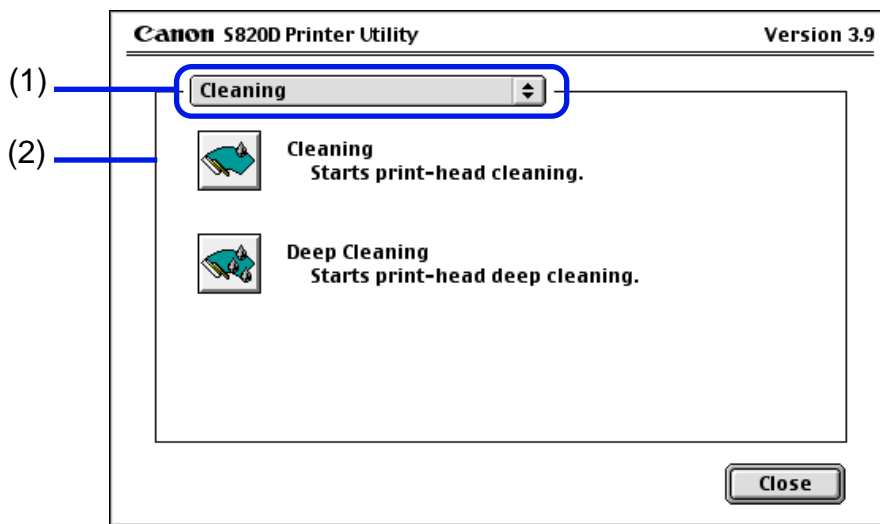 Canon S820D Printer Utility Version 3.9
(1) Cleaning
(2)
Cleaning
Starts print-head cleaning.
Deep Cleaning
Starts print-head deep cleaning.
Close